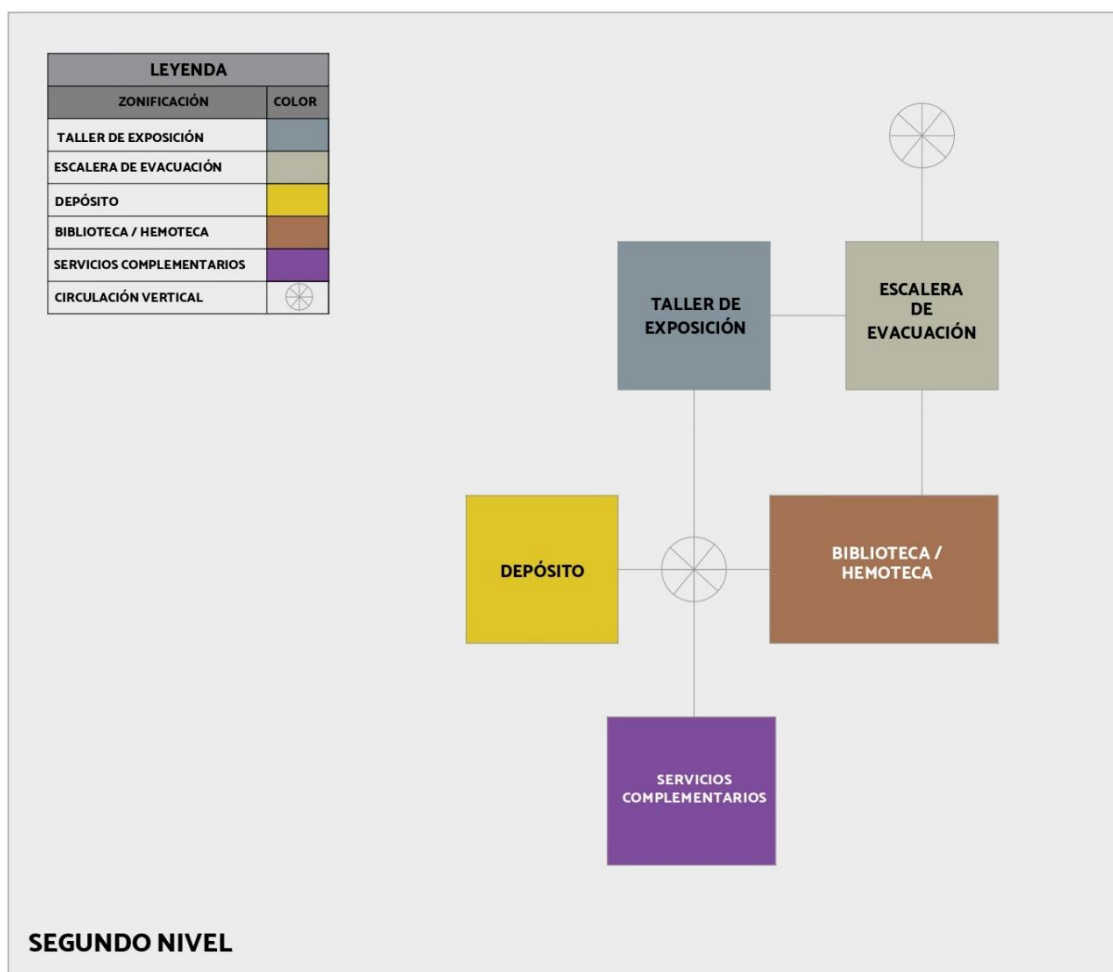 LEYENDA
ZONIFICACIÓN COLOR
TALLER DE EXPOSICIÓN
ESCALERA DE EVACUACIÓN
DEPÓSITO
BIBLIOTECA / HEMOTECA
SERVICIOS COMPLEMENTARIOS
CIRCULACIÓN VERTICAL
TALLER DE
EXPOSICIÓN
ESCALERA
DE
EVACUACIÓN
DEPÓSITO
BIBLIOTECA /
HEMOTECA
SERVICIOS
COMPLEMENTARIOS
SEGUNDO NIVEL